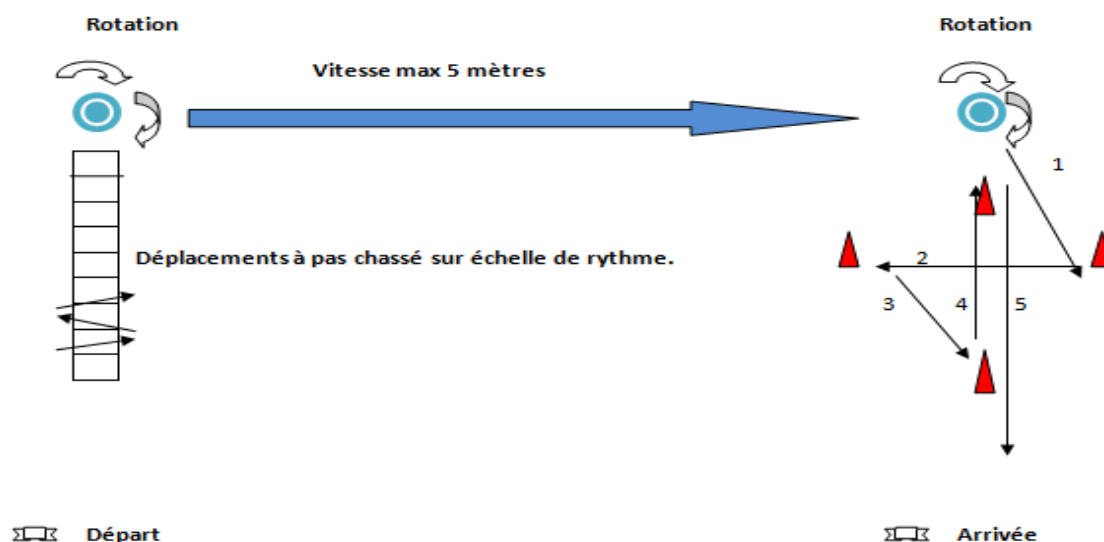 Rotation
Rotation
Vitesse max 5 mètres
1
Déplacements à pas chassé sur échelle de rythme.
2
3
4
5
Départ
Arrivée